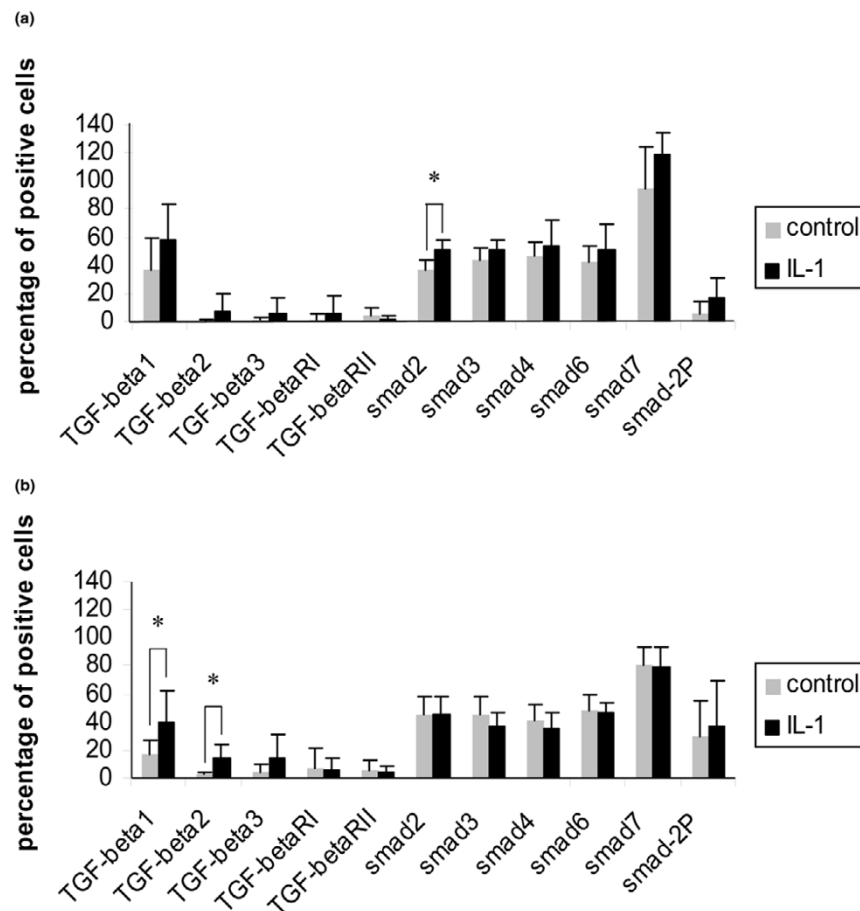 (a)
percentage of positive cells
140
120
100
80
60
40
20
0
*
TGF-beta1
TGF-beta2
TGF-beta3
TGF-betaRI
TGF-betaRII
smad2
smad3
smad4
smad6
smad7
smad-2P
control
IL-1
(b)
percentage of positive cells
140
120
100
80
60
40
20
0
*
*
TGF-beta1
TGF-beta2
TGF-beta3
TGF-betaRI
TGF-betaRII
smad2
smad3
smad4
smad6
smad7
smad-2P
control
IL-1